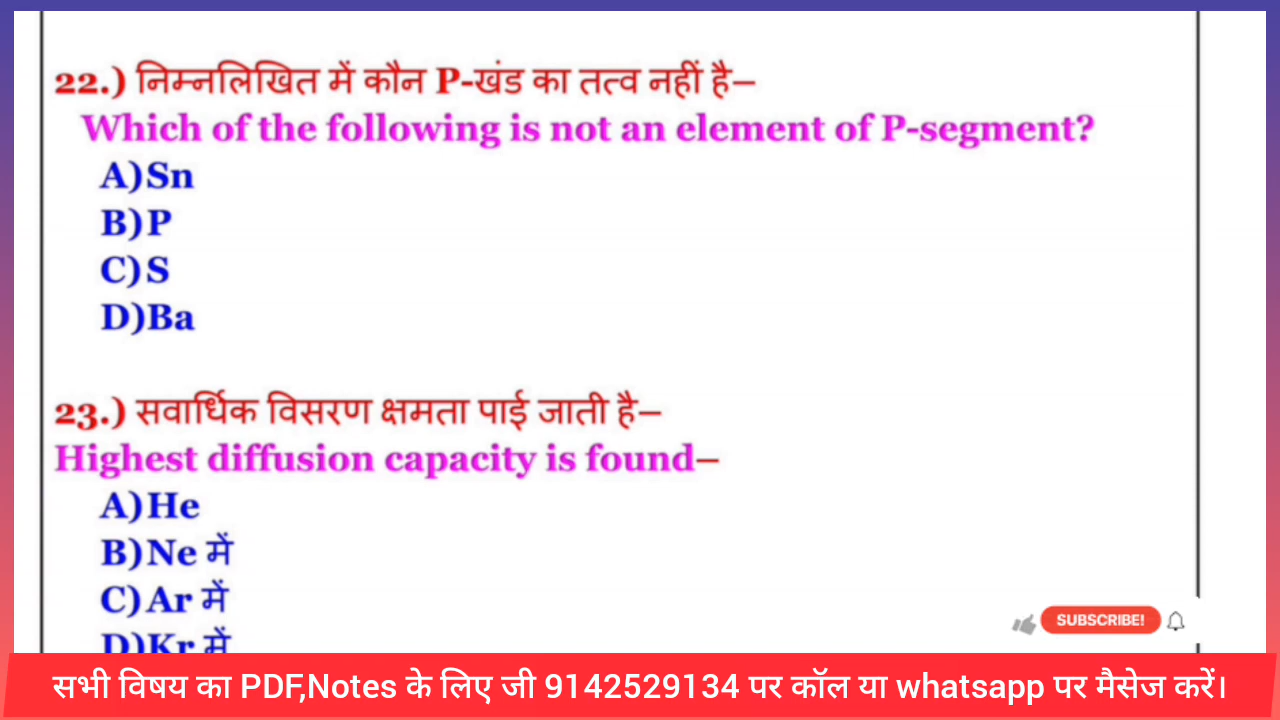 22.) निम्नलिखित में कौन P-खंड का तत्व नहीं है–
Which of the following is not an element of P-segment?
A)Sn
B)P
C)S
D)Ba
23.) सवार्धिक विसरण क्षमता पाई जाती है–
Highest diffusion capacity is found–
A)He
B)Ne में
C)Ar में
D)Kr में
SUBSCRIBE!
सभी विषय का PDF,Notes के लिए जी 9142529134 पर कॉल या whatsapp पर मैसेज करें।